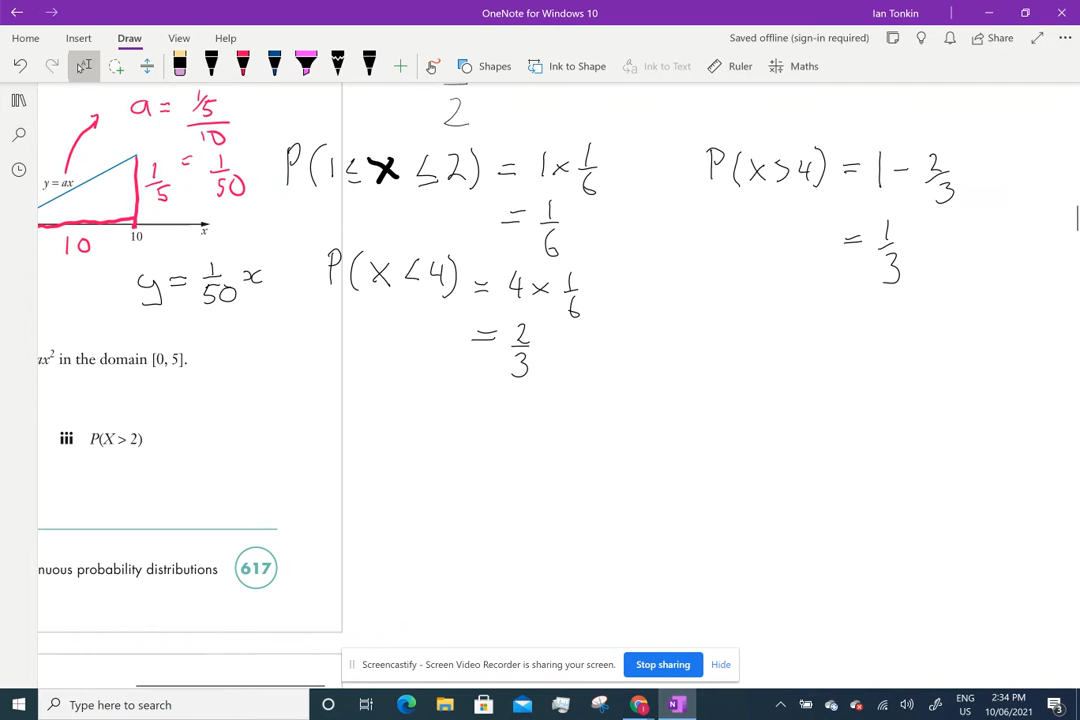 OneNote for Windows 10
Ian Tonkin
Home Insert Draw View Help
Saved offline (sign-in required)
Share
Shapes
Ink to Shape
Ink to Text
Ruler
Maths
a = 1/5 / 10
= 1/50
y = ax
1/5
10
x
10
y = 1/50 x
2
P(1 ≤ x ≤ 2) = 1 × 1/6
= 1/6
P(X < 4) = 4 × 1/6
= 2/3
P(x > 4) = 1 - 2/3
= 1/3
ax² in the domain [0, 5].
iii P(X > 2)
nuous probability distributions 617
Screencastify - Screen Video Recorder is sharing your screen.
Stop sharing
Hide
Type here to search
ENG
US
2:34 PM
10/06/2021
3